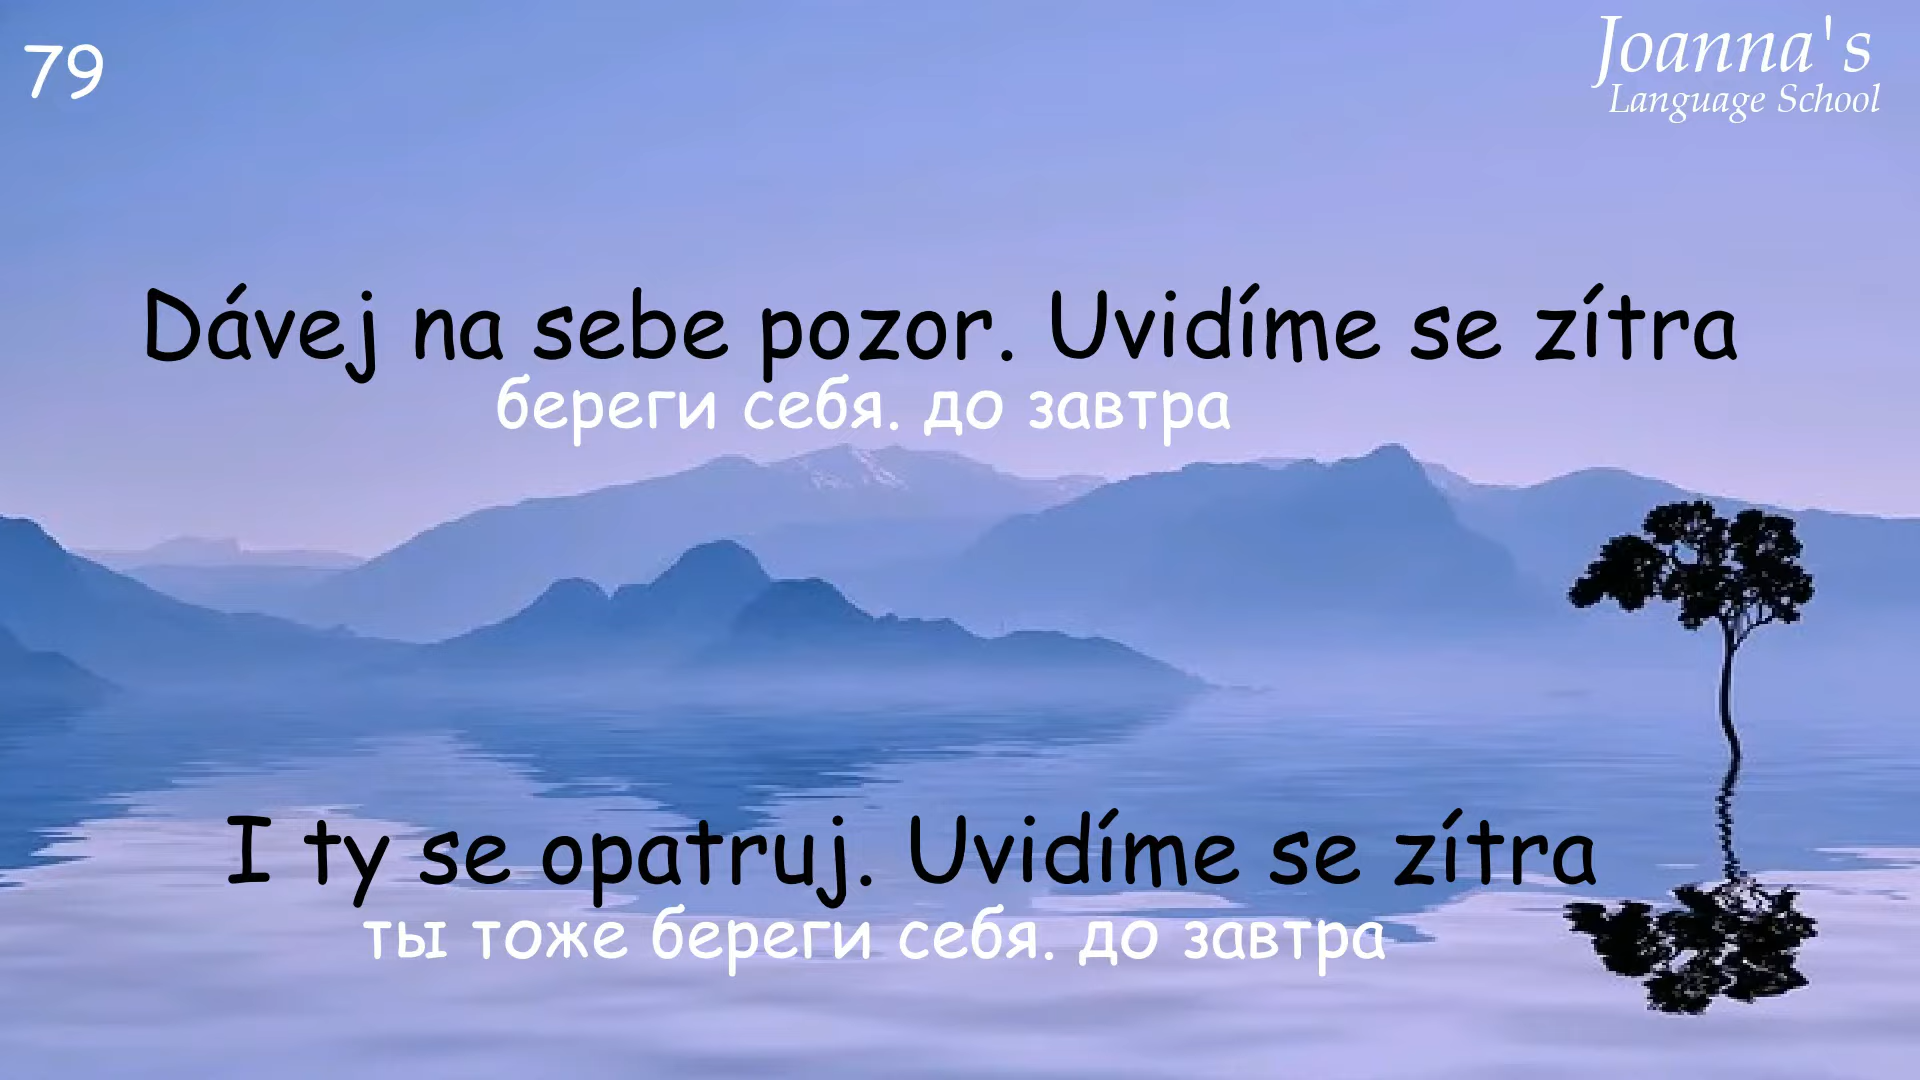 79
Joanna's
Language School
Dávej na sebe pozor. Uvidíme se zítra
береги себя. до завтра
I ty se opatruj. Uvidíme se zítra
ты тоже береги себя. до завтра